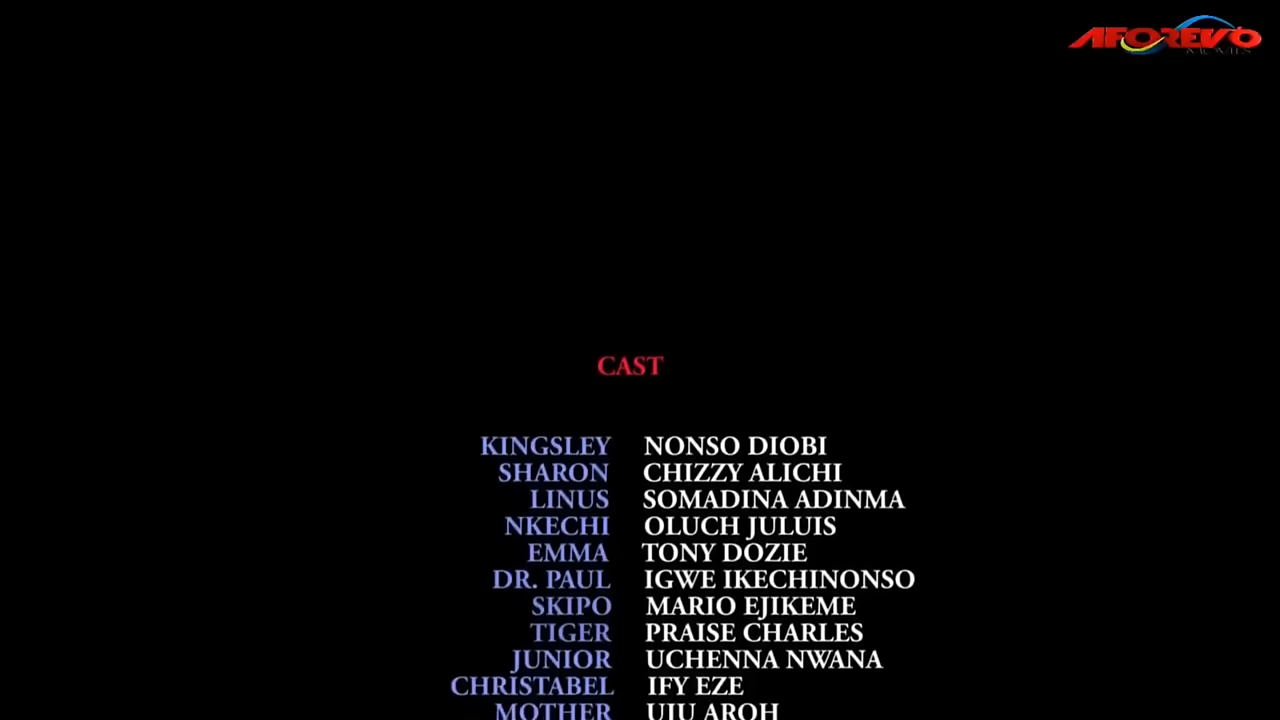 AFOREVO
MOVIES
CAST
KINGSLEY NONSO DIOBI
SHARON CHIZZY ALICHI
LINUS SOMADINA ADINMA
NKECHI OLUCH JULUIS
EMMA TONY DOZIE
DR. PAUL IGWE IKECHINONSO
SKIPO MARIO EJIKEME
TIGER PRAISE CHARLES
JUNIOR UCHENNA NWANA
CHRISTABEL IFY EZE
MOTHER UJU AROH